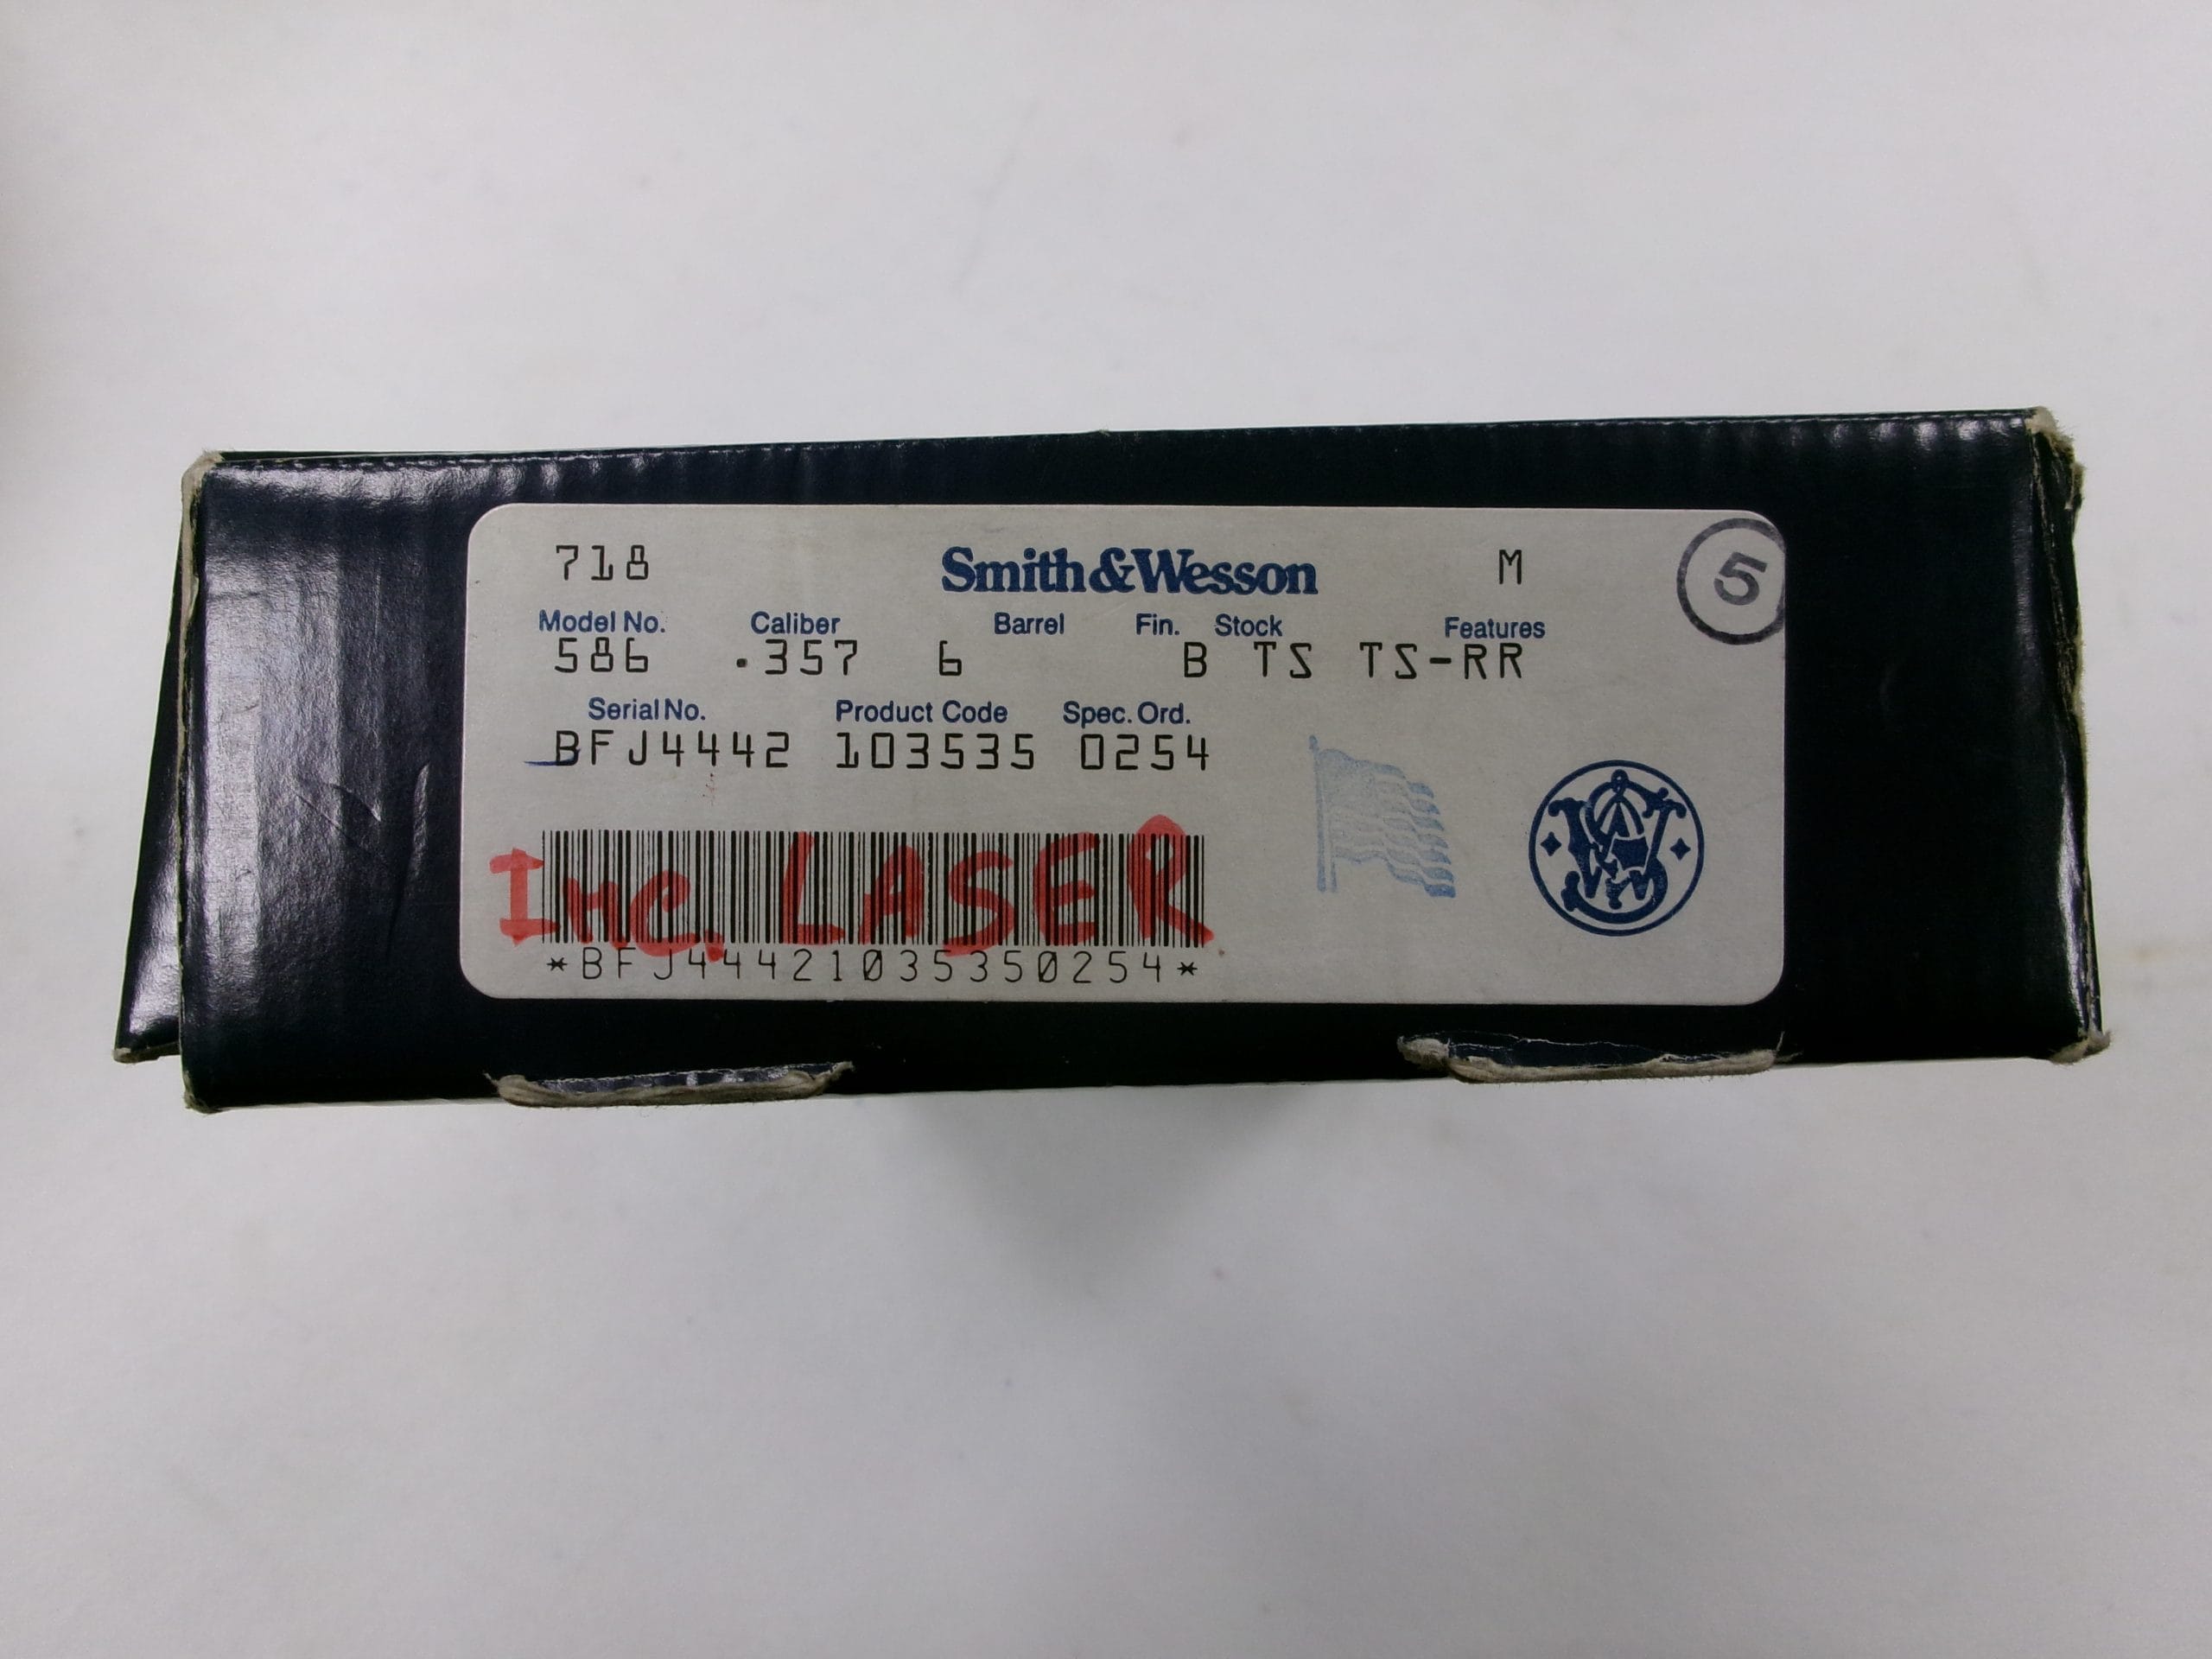 718 Smith & Wesson M 5
Model No. Caliber Barrel Fin. Stock Features
586 .357 6 B TS TS-RR
Serial No. Product Code Spec. Ord.
BFJ4442 103535 0254
Inc. LASER
*BFJ44421035350254*